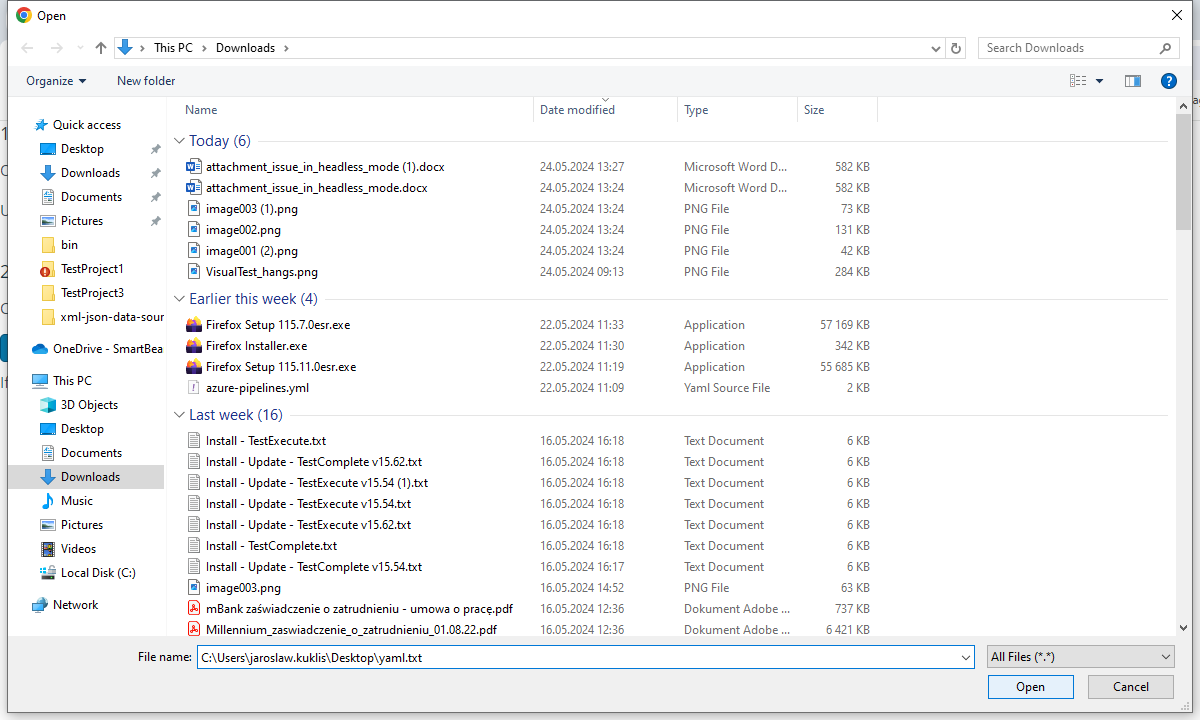 Open
This PC > Downloads >
Search Downloads
Organize
New folder
Name
Date modified
Type
Size
Quick access
Desktop
Downloads
Documents
Pictures
bin
TestProject1
TestProject3
xml-json-data-sour
OneDrive - SmartBea
This PC
3D Objects
Desktop
Documents
Downloads
Music
Pictures
Videos
Local Disk (C:)
Network
Today (6)
attachment_issue_in_headless_mode (1).docx 24.05.2024 13:27 Microsoft Word D... 582 KB
attachment_issue_in_headless_mode.docx 24.05.2024 13:24 Microsoft Word D... 582 KB
image003 (1).png 24.05.2024 13:24 PNG File 73 KB
image002.png 24.05.2024 13:24 PNG File 131 KB
image001 (2).png 24.05.2024 13:24 PNG File 42 KB
VisualTest_hangs.png 24.05.2024 09:13 PNG File 284 KB
Earlier this week (4)
Firefox Setup 115.7.0esr.exe 22.05.2024 11:33 Application 57 169 KB
Firefox Installer.exe 22.05.2024 11:30 Application 342 KB
Firefox Setup 115.11.0esr.exe 22.05.2024 11:19 Application 55 685 KB
azure-pipelines.yml 22.05.2024 11:09 Yaml Source File 2 KB
Last week (16)
Install - TestExecute.txt 16.05.2024 16:18 Text Document 6 KB
Install - Update - TestComplete v15.62.txt 16.05.2024 16:18 Text Document 6 KB
Install - Update - TestExecute v15.54 (1).txt 16.05.2024 16:18 Text Document 6 KB
Install - Update - TestExecute v15.54.txt 16.05.2024 16:18 Text Document 6 KB
Install - Update - TestExecute v15.62.txt 16.05.2024 16:18 Text Document 6 KB
Install - TestComplete.txt 16.05.2024 16:18 Text Document 6 KB
Install - Update - TestComplete v15.54.txt 16.05.2024 16:17 Text Document 6 KB
image003.png 16.05.2024 14:52 PNG File 63 KB
mBank zaświadczenie o zatrudnieniu - umowa o pracę.pdf 16.05.2024 12:36 Dokument Adobe ... 737 KB
Millennium_zaswiadczenie_o_zatrudnieniu_01.08.22.pdf 16.05.2024 12:36 Dokument Adobe ... 6 421 KB
File name: C:\Users\jaroslaw.kuklis\Desktop\yaml.txt
All Files (*.*)
Open
Cancel